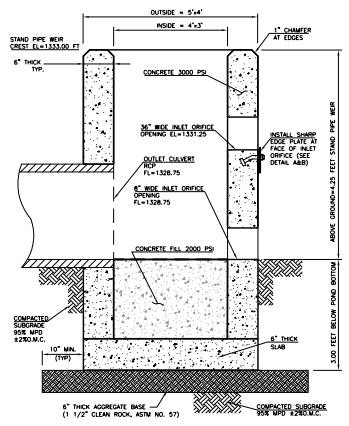 OUTSIDE = 5'x4'
INSIDE = 4'x3'
STAND PIPE WEIR
CREST EL=1333.00 FT
1" CHAMFER
AT EDGES
6" THICK
TYP.
CONCRETE 3000 PSI
36" WIDE INLET ORIFICE
OPENING EL=1331.25
INSTALL SHARP
EDGE PLATE AT
FACE OF INLET
ORIFICE (SEE
DETAIL A&B)
OUTLET CULVERT
RCP
FL=1328.75
8" WIDE INLET ORIFICE
OPENING
FL=1328.75
ABOVE GROUND=4.25 FEET STAND PIPE WEIR
CONCRETE FILL 2000 PSI
COMPACTED
SUBGRADE
95% MPD
±2%O.M.C.
10" MIN.
(TYP)
6" THICK
SLAB
3.00 FEET BELOW POND BOTTOM
6" THICK AGGREGATE BASE
(1 1/2" CLEAN ROCK, ASTM NO. 57)
COMPACTED SUBGRADE
95% MPD ±2%O.M.C.